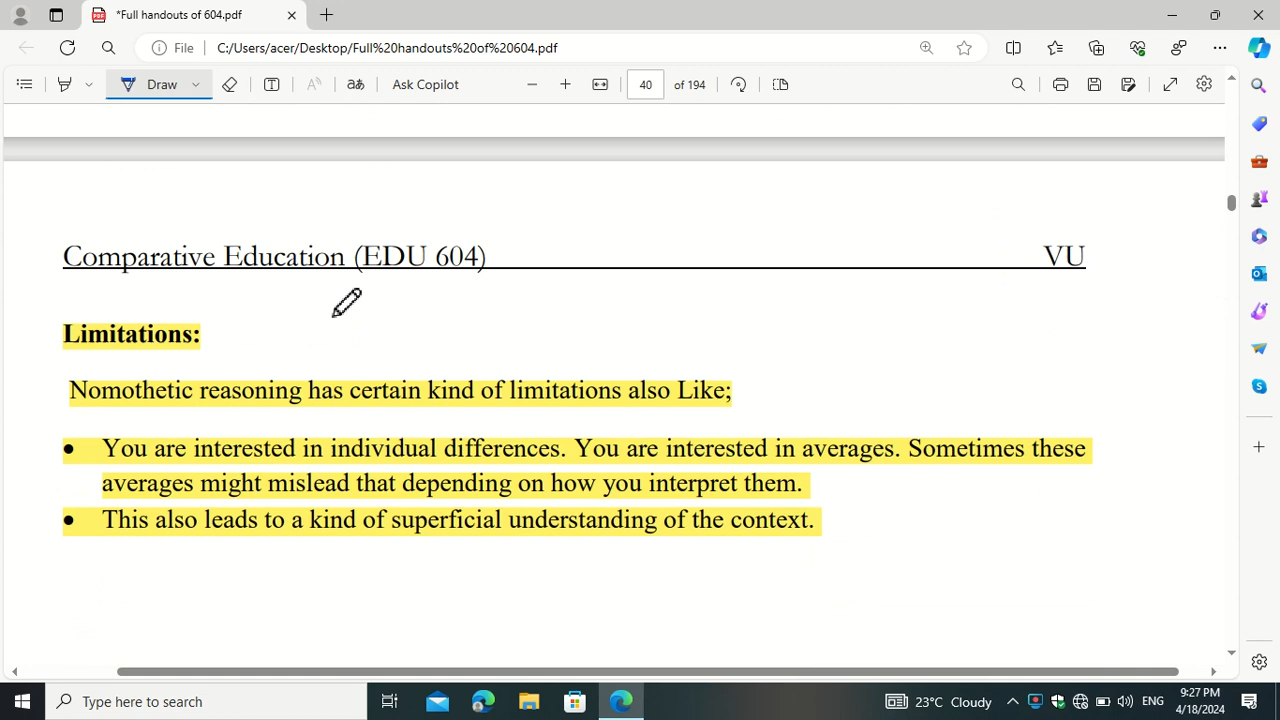 *Full handouts of 604.pdf
File C:/Users/acer/Desktop/Full%20handouts%20of%20604.pdf
Draw aあ Ask Copilot 40 of 194
Comparative Education (EDU 604) VU
Limitations:
Nomothetic reasoning has certain kind of limitations also Like;
• You are interested in individual differences. You are interested in averages. Sometimes these
averages might mislead that depending on how you interpret them.
• This also leads to a kind of superficial understanding of the context.
Type here to search
23°C Cloudy ENG 9:27 PM
4/18/2024